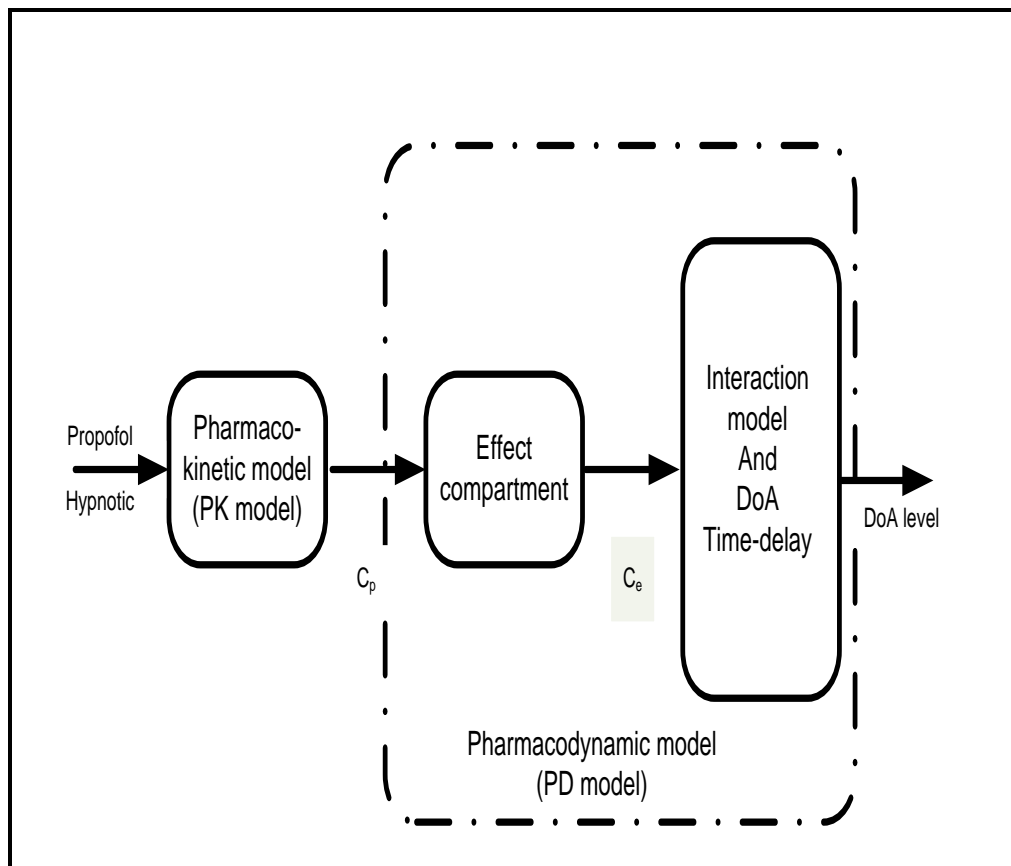 Propofol
Hypnotic
Pharmaco-
kinetic model
(PK model)
Cp
Effect
compartment
Ce
Interaction
model
And
DoA
Time-delay
DoA level
Pharmacodynamic model
(PD model)